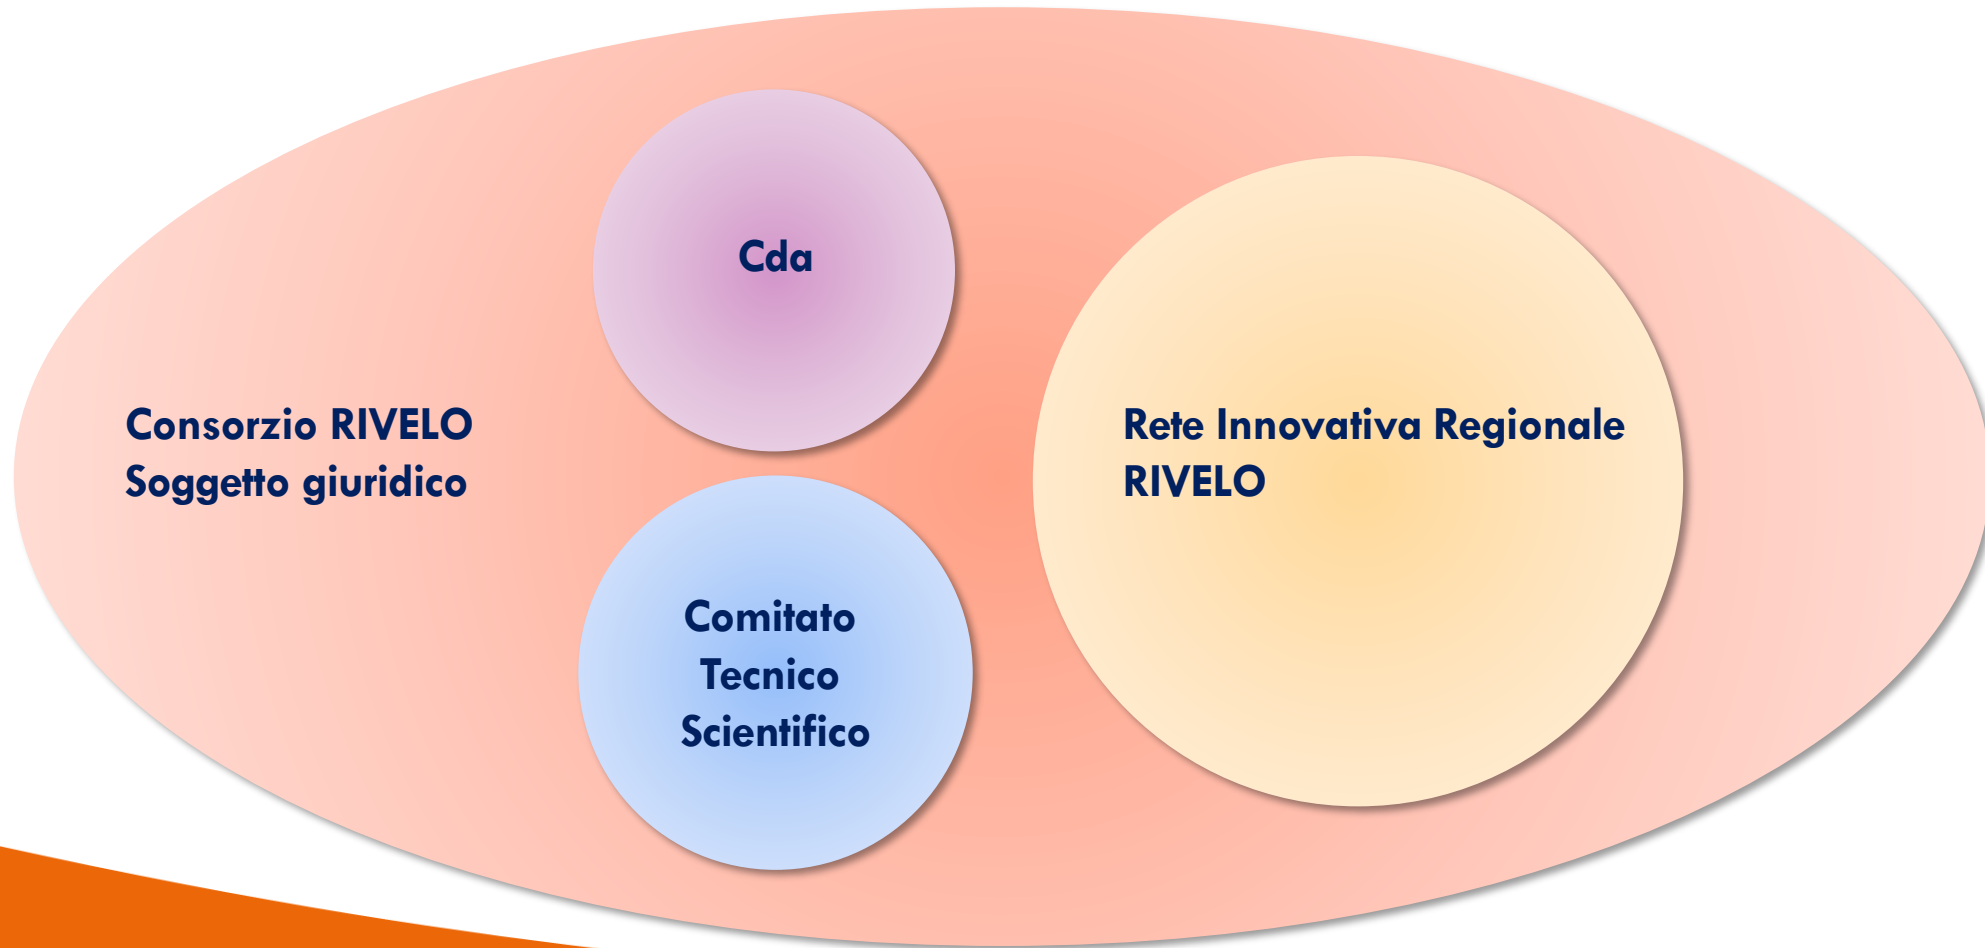 Cda
Consorzio RIVELO
Soggetto giuridico
Rete Innovativa Regionale
RIVELO
Comitato
Tecnico
Scientifico